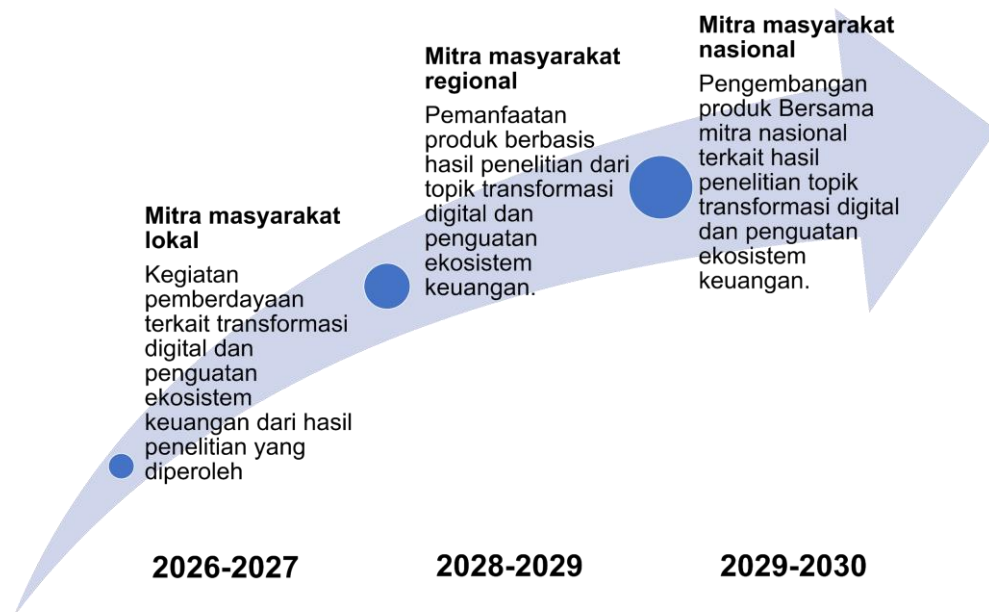 Mitra masyarakat
lokal
Kegiatan
pemberdayaan
terkait transformasi
digital dan
penguatan
ekosistem
keuangan dari hasil
penelitian yang
diperoleh
Mitra masyarakat
regional
Pemanfaatan
produk berbasis
hasil penelitian dari
topik transformasi
digital dan
penguatan
ekosistem
keuangan.
Mitra masyarakat
nasional
Pengembangan
produk Bersama
mitra nasional
terkait hasil
penelitian topik
transformasi digital
dan penguatan
ekosistem
keuangan.
2026-2027
2028-2029
2029-2030